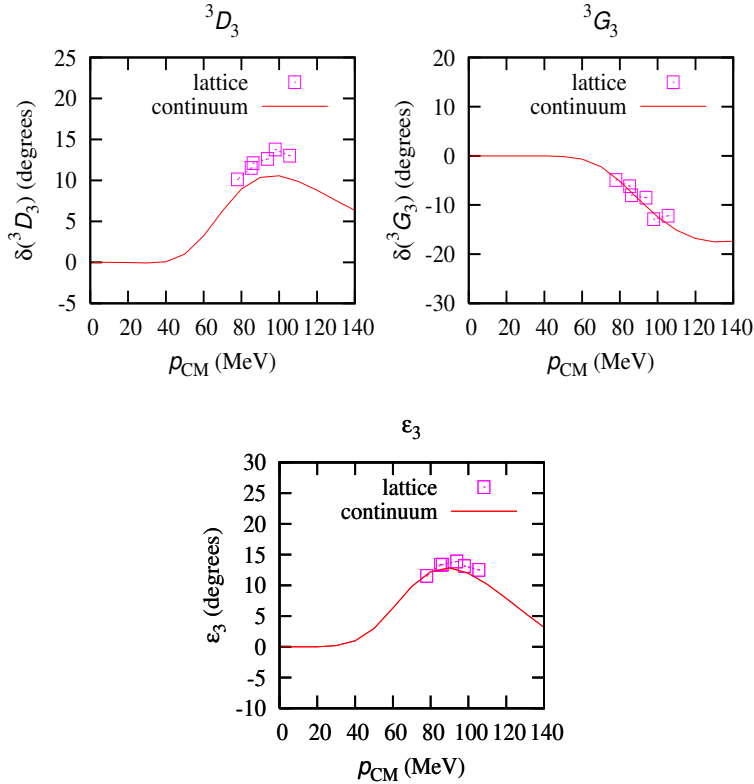 ³D₃
25
20
15
10
5
0
-5
0 20 40 60 80 100 120 140
δ(³D₃) (degrees)
p_CM (MeV)
lattice
continuum
³G₃
20
10
0
-10
-20
-30
0 20 40 60 80 100 120 140
δ(³G₃) (degrees)
p_CM (MeV)
lattice
continuum
ε₃
30
25
20
15
10
5
0
-5
-10
0 20 40 60 80 100 120 140
ε₃ (degrees)
p_CM (MeV)
lattice
continuum